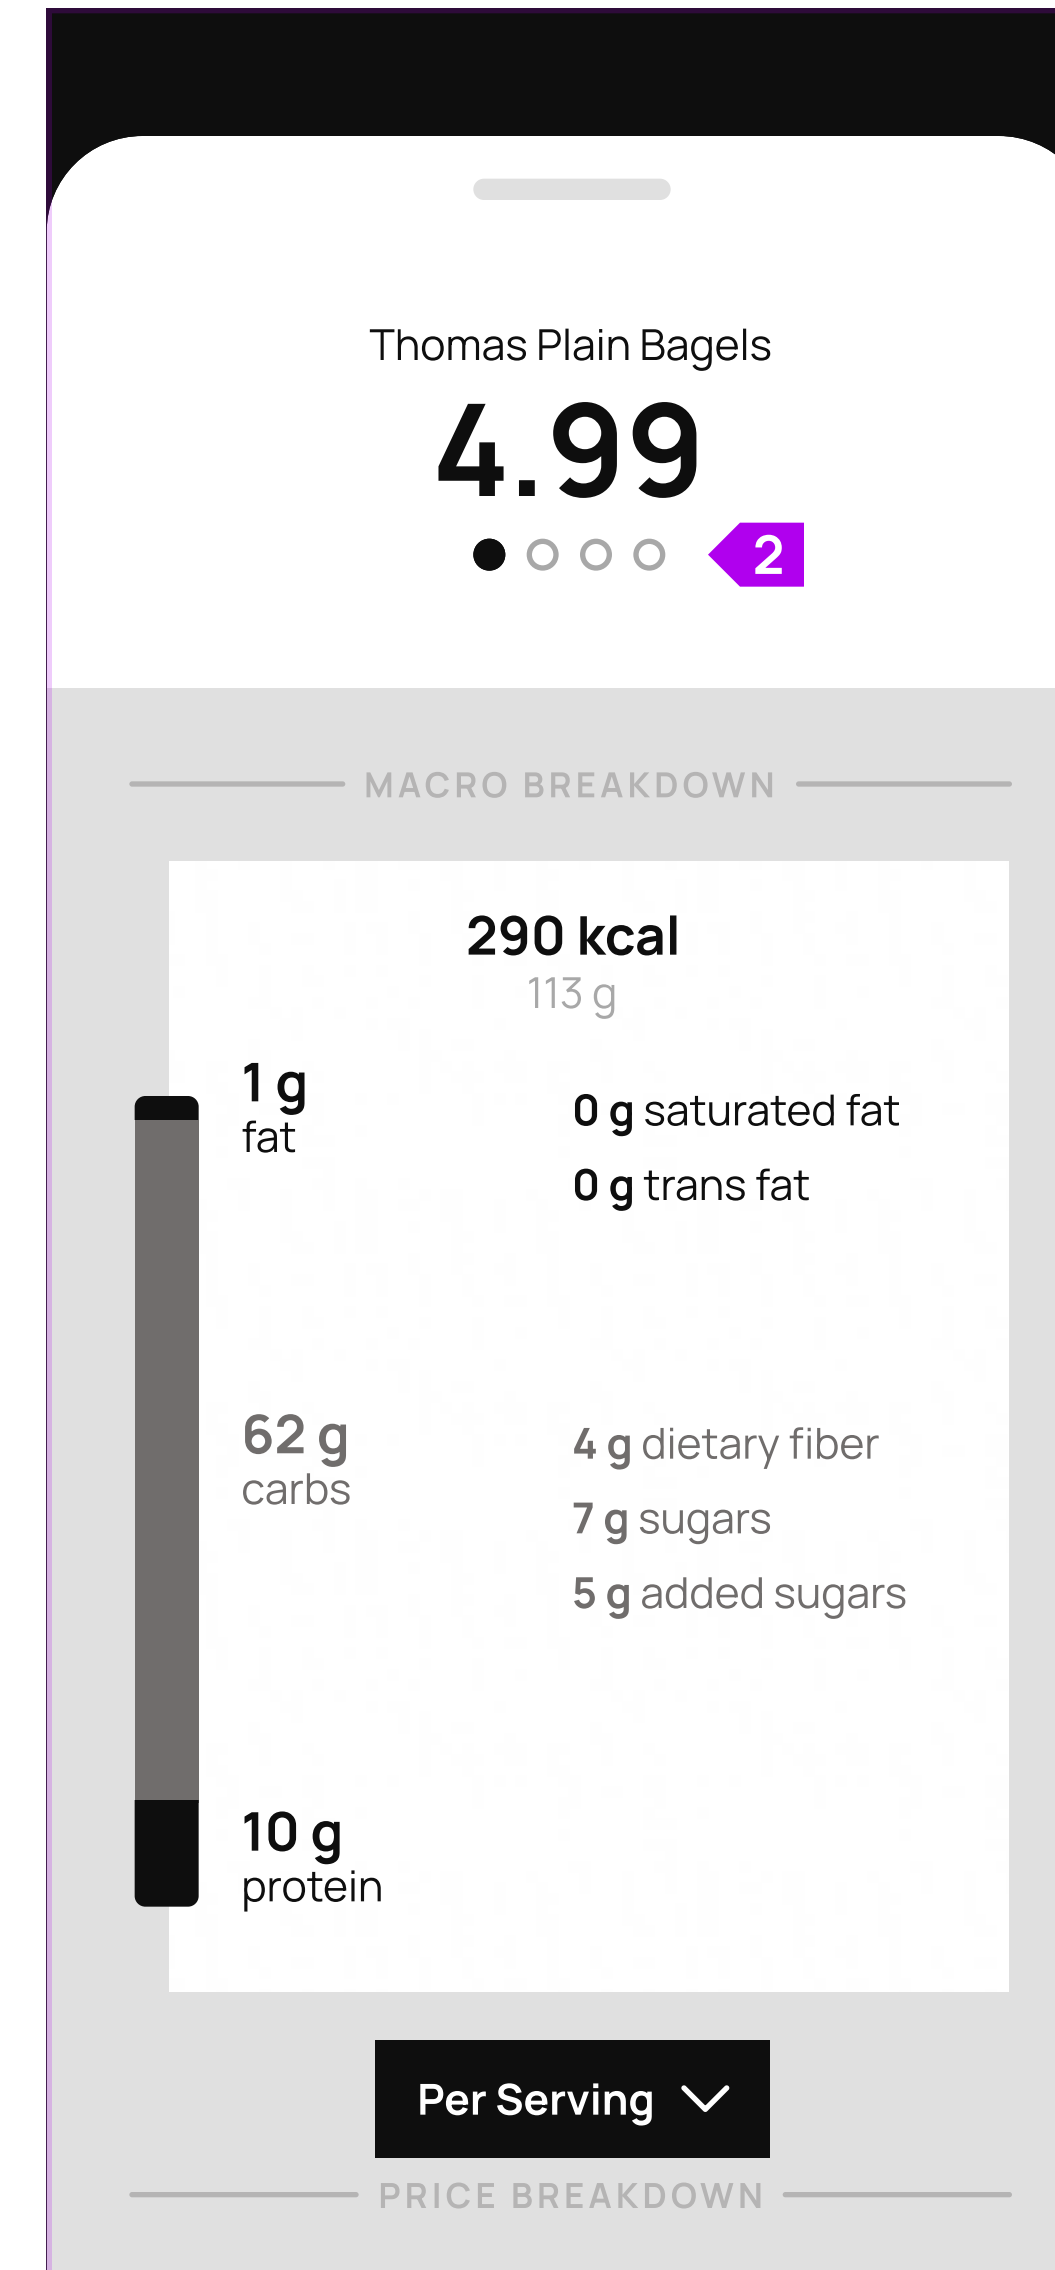 Thomas Plain Bagels
4.99
2
MACRO BREAKDOWN
290 kcal
113 g
1 g
fat
0 g saturated fat
0 g trans fat
62 g
carbs
4 g dietary fiber
7 g sugars
5 g added sugars
10 g
protein
Per Serving
PRICE BREAKDOWN